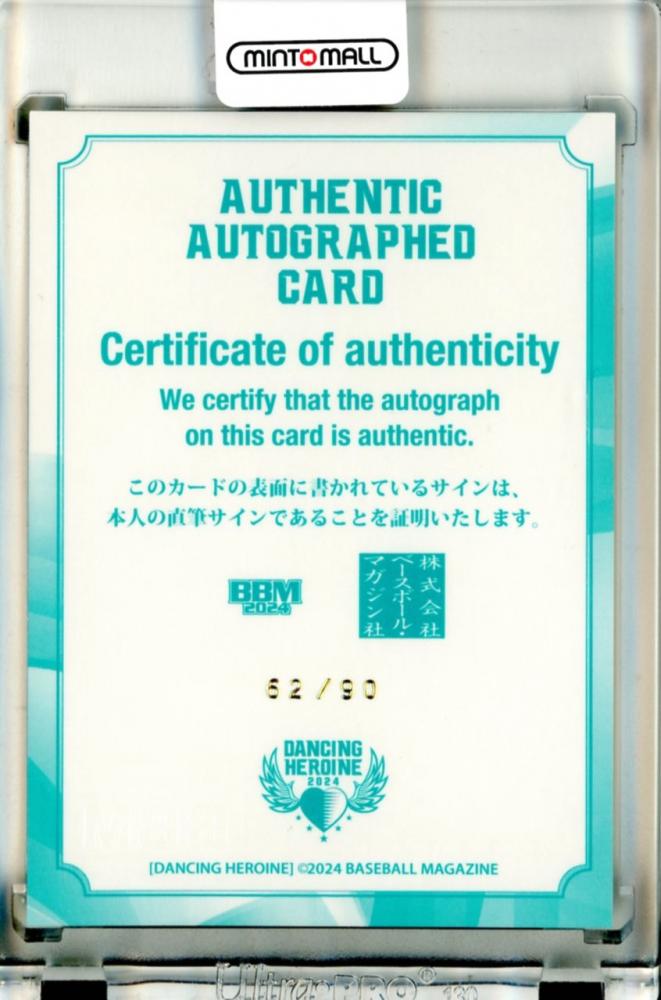 MINTOMALL
AUTHENTIC
AUTOGRAPHED
CARD
Certificate of authenticity
We certify that the autograph
on this card is authentic.
このカードの表面に書かれているサインは、
本人の直筆サインであることを証明いたします。
BBM
2024
株式会社
ベースボール・
マガジン社
62/90
DANCING
HEROINE
2024
[DANCING HEROINE] ©2024 BASEBALL MAGAZINE
Ultra PRO® 130